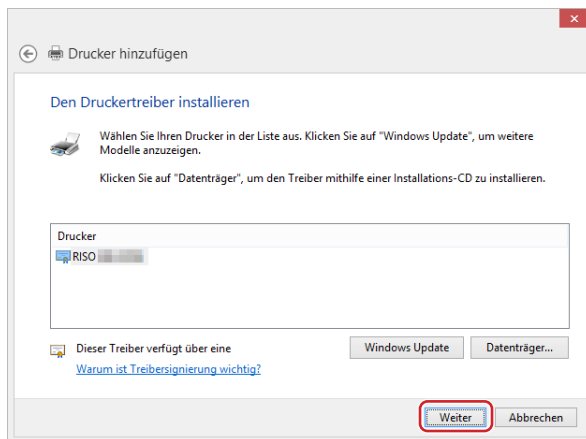 Drucker hinzufügen
Den Druckertreiber installieren
Wählen Sie Ihren Drucker in der Liste aus. Klicken Sie auf "Windows Update", um weitere
Modelle anzuzeigen.
Klicken Sie auf "Datenträger", um den Treiber mithilfe einer Installations-CD zu installieren.
Drucker
RISO
Dieser Treiber verfügt über eine
Windows Update
Datenträger...
Warum ist Treibersignierung wichtig?
Weiter
Abbrechen